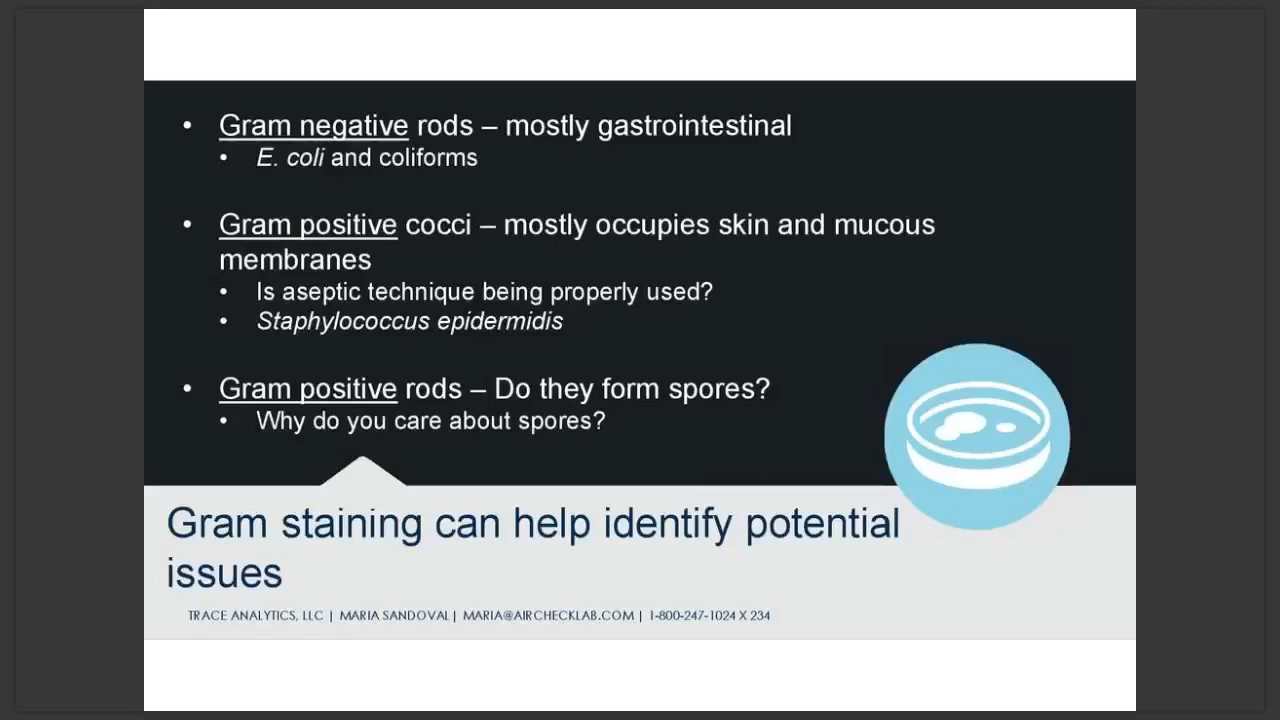 • Gram negative rods – mostly gastrointestinal
• E. coli and coliforms
• Gram positive cocci – mostly occupies skin and mucous
membranes
• Is aseptic technique being properly used?
• Staphylococcus epidermidis
• Gram positive rods – Do they form spores?
• Why do you care about spores?
Gram staining can help identify potential
issues
TRACE ANALYTICS, LLC | MARIA SANDOVAL| MARIA@AIRCHECKLAB.COM | 1-800-247-1024 X 234